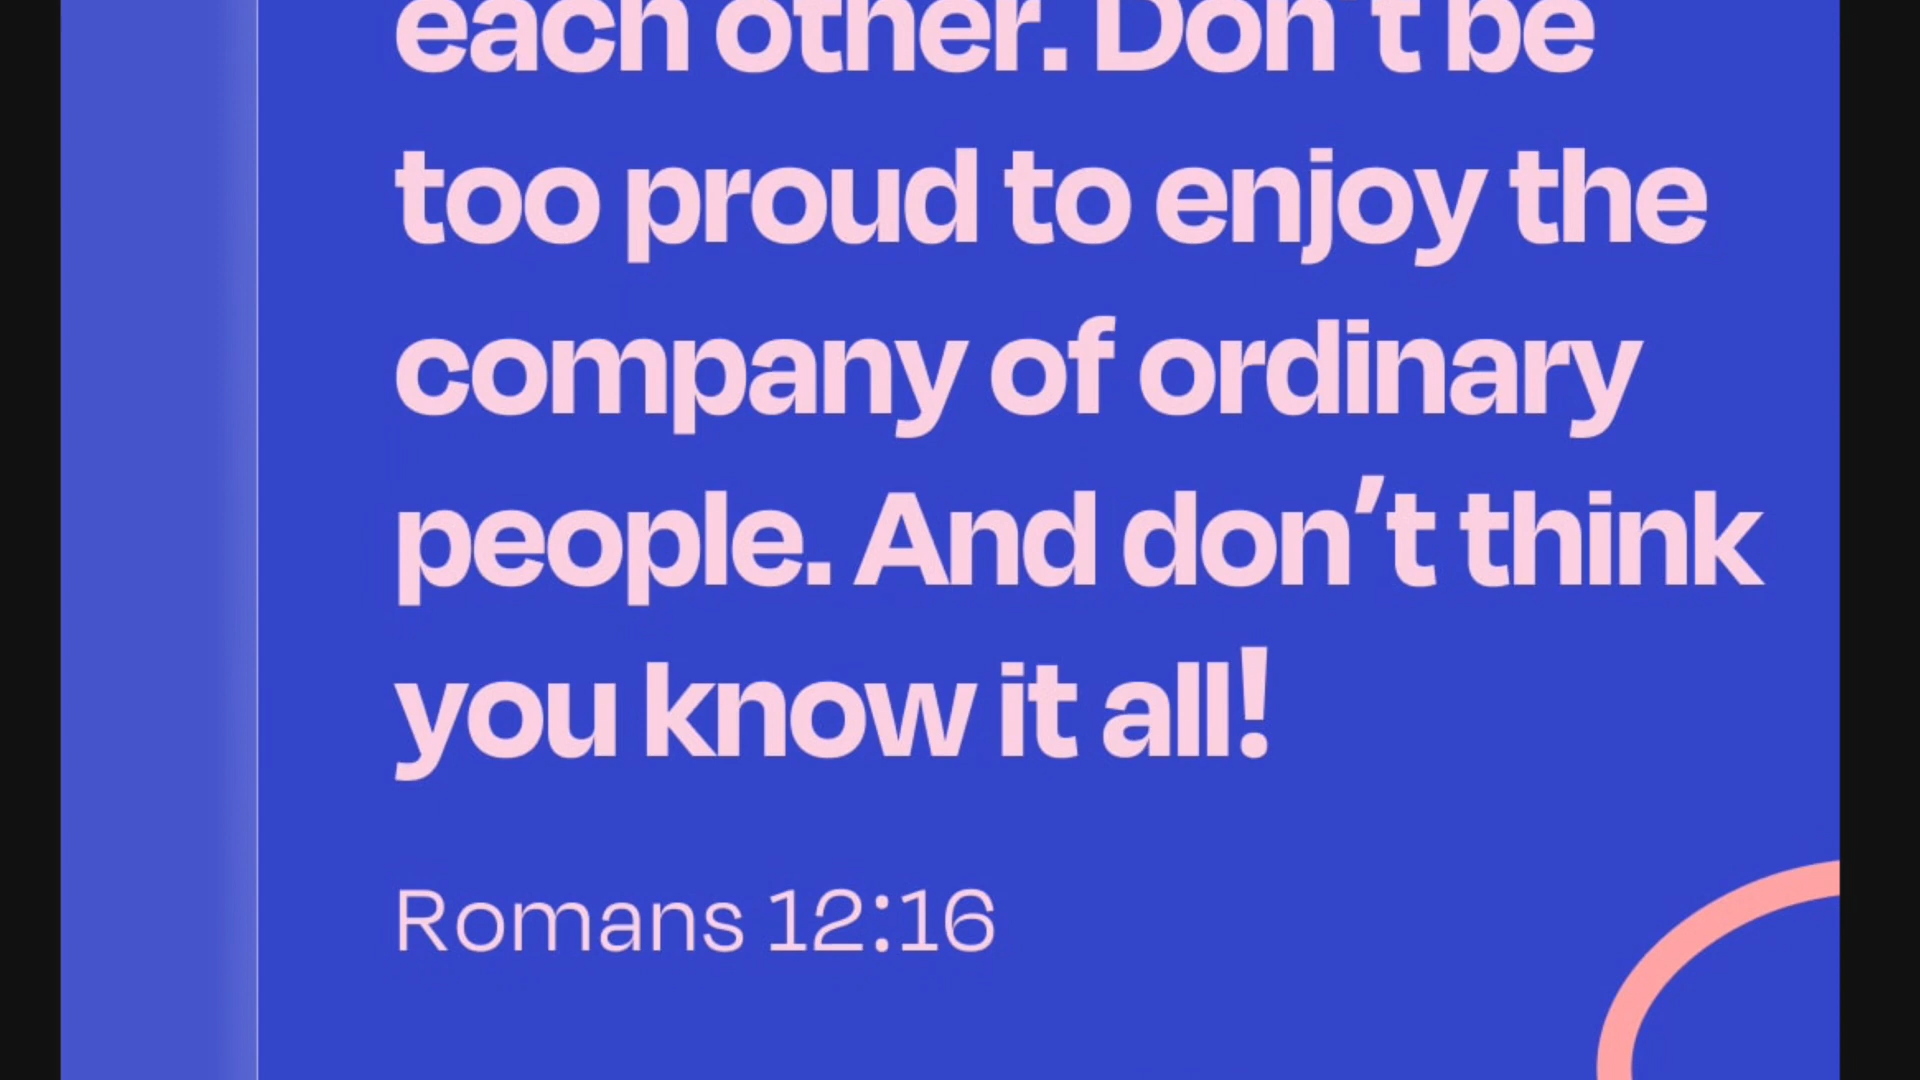 each other. Don’t be
too proud to enjoy the
company of ordinary
people. And don’t think
you know it all!
Romans 12:16